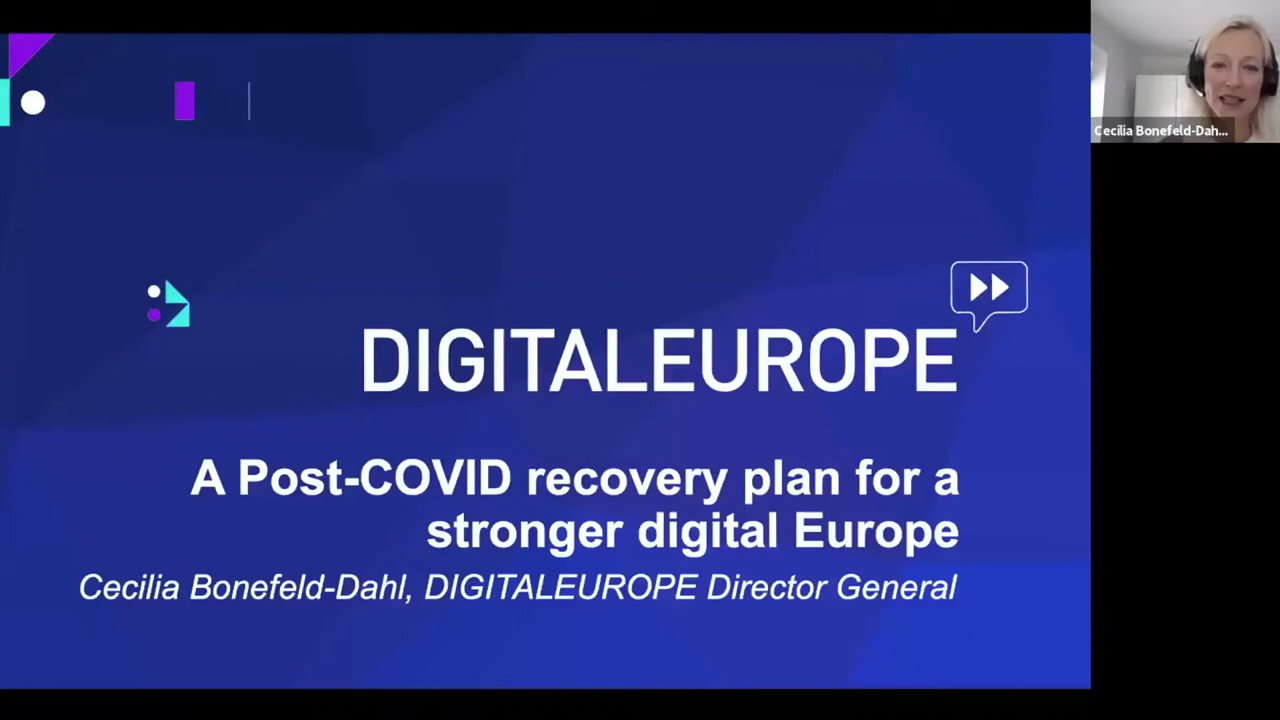 Cecilia Bonefeld-Dah...
DIGITALEUROPE
A Post-COVID recovery plan for a
stronger digital Europe
Cecilia Bonefeld-Dahl, DIGITALEUROPE Director General